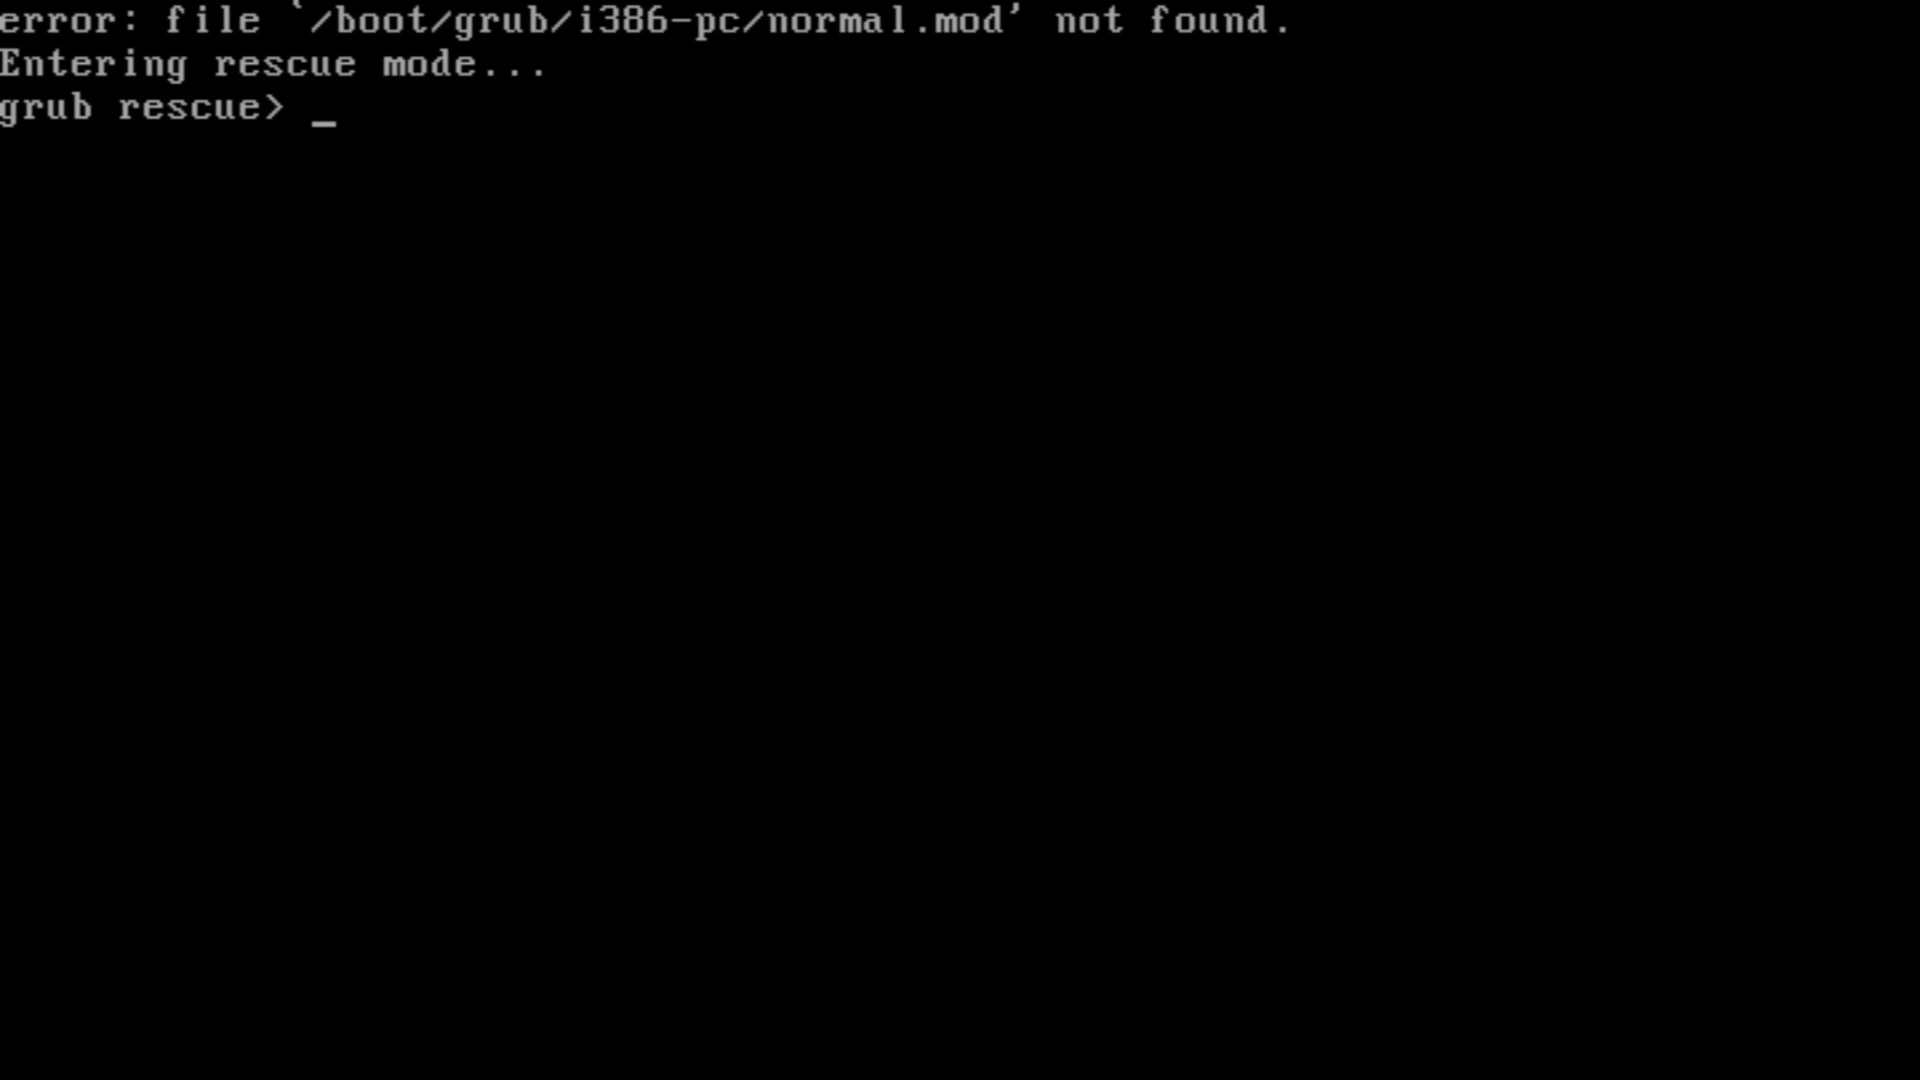 error: file `/boot/grub/i386-pc/normal.mod' not found.
Entering rescue mode...
grub rescue> _